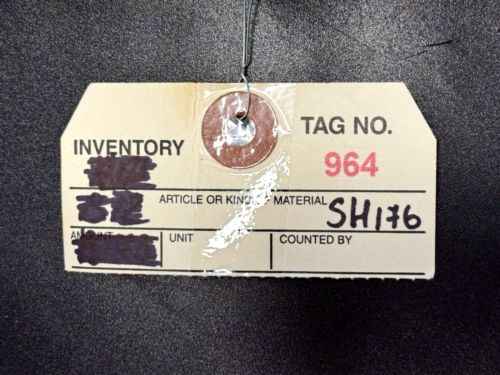 INVENTORY
TAG NO.
964
ARTICLE OR KIND OF MATERIAL
SH176
UNIT
COUNTED BY